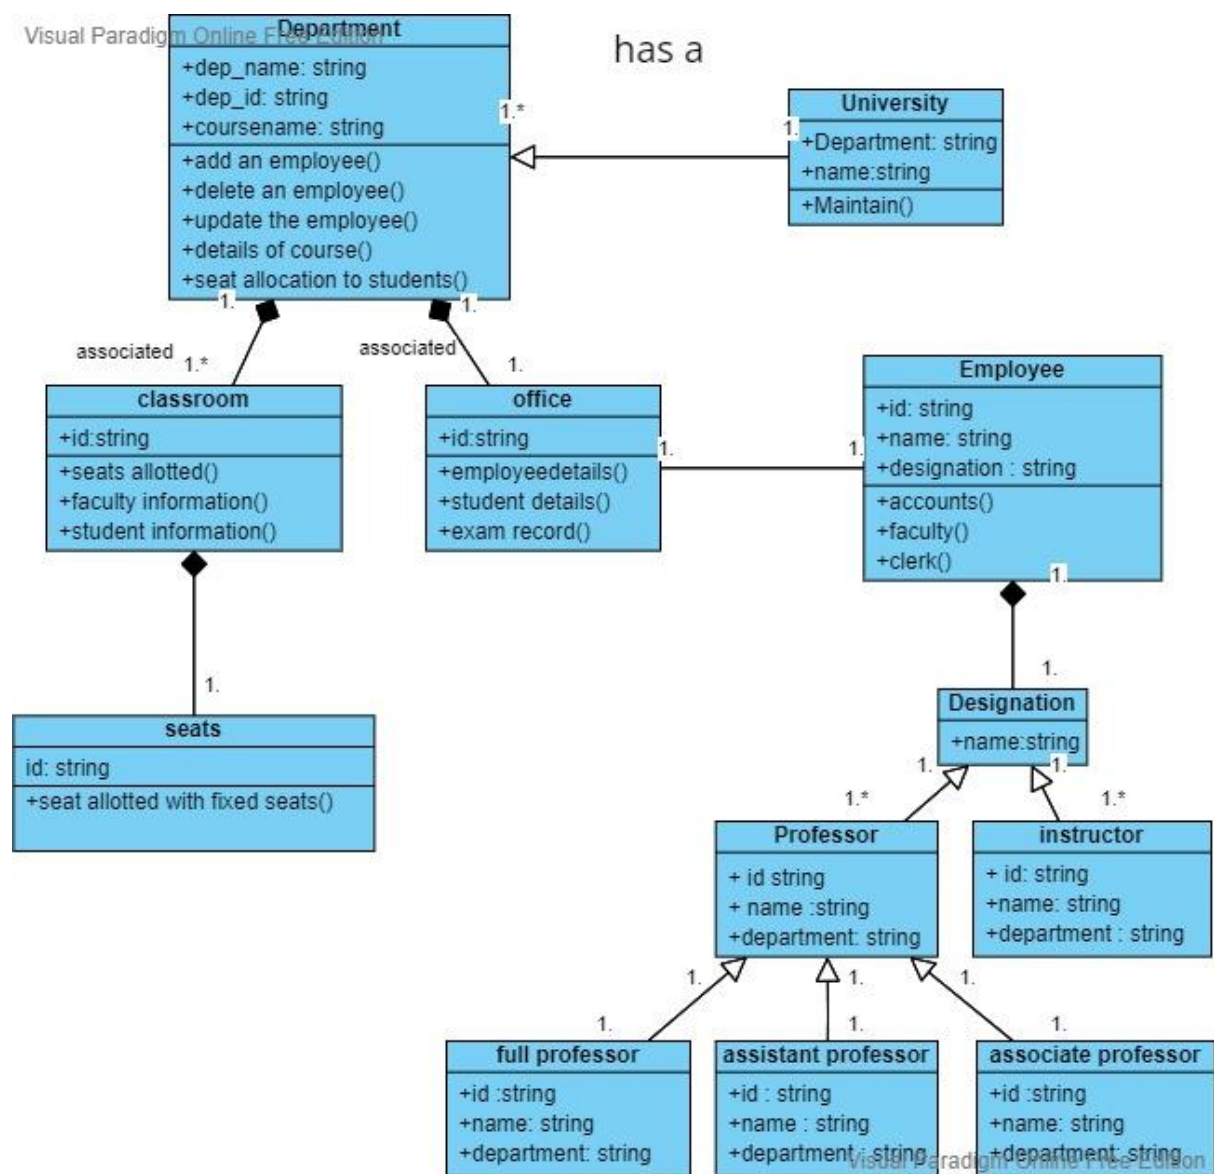 Visual Paradigm Online Free Edition
Department
+dep_name: string
+dep_id: string
+coursename: string
+add an employee()
+delete an employee()
+update the employee()
+details of course()
+seat allocation to students()
has a
1.*
1.
University
+Department: string
+name:string
+Maintain()
1.
1.
associated
1.*
associated
1.
classroom
+id:string
+seats allotted()
+faculty information()
+student information()
office
+id:string
+employeedetails()
+student details()
+exam record()
1.
1.
Employee
+id: string
+name: string
+designation : string
+accounts()
+faculty()
+clerk()
1.
1.
1.
seats
id: string
+seat allotted with fixed seats()
Designation
+name:string
1.
1.
1.*
1.*
Professor
+ id string
+ name :string
+department: string
instructor
+ id: string
+name: string
+department : string
1.
1.
1.
1.
1.
1.
full professor
+id :string
+name: string
+department: string
assistant professor
+id : string
+name : string
+department : string
associate professor
+id :string
+name: string
+department: string
Visual Paradigm Online Free Edition